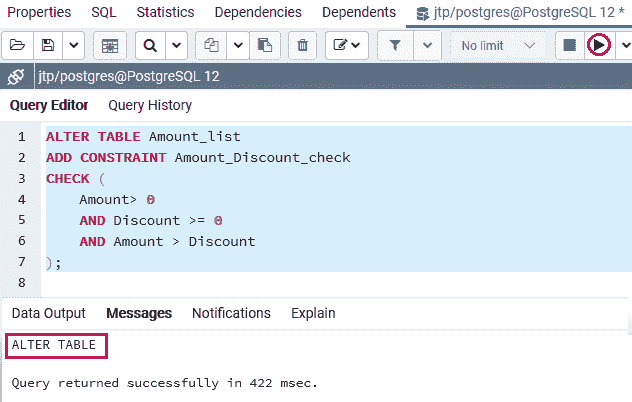 Properties SQL Statistics Dependencies Dependents jtp/postgres@PostgreSQL 12 *
No limit
jtp/postgres@PostgreSQL 12
Query Editor Query History
1 ALTER TABLE Amount_list
2 ADD CONSTRAINT Amount_Discount_check
3 CHECK (
4 Amount> 0
5 AND Discount >= 0
6 AND Amount > Discount
7 );
8
Data Output Messages Notifications Explain
ALTER TABLE
Query returned successfully in 422 msec.